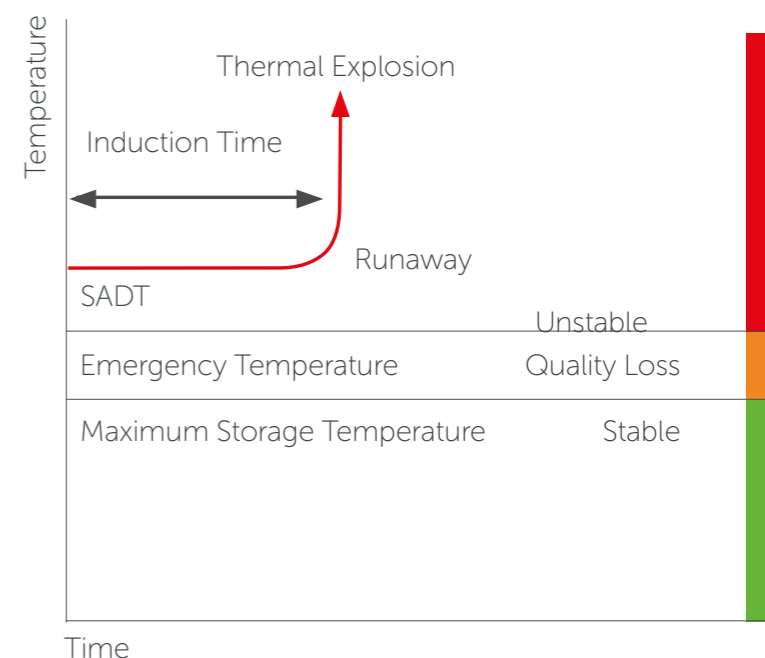 Temperature
Thermal Explosion
Induction Time
Runaway
SADT
Unstable
Emergency Temperature
Quality Loss
Maximum Storage Temperature
Stable
Time